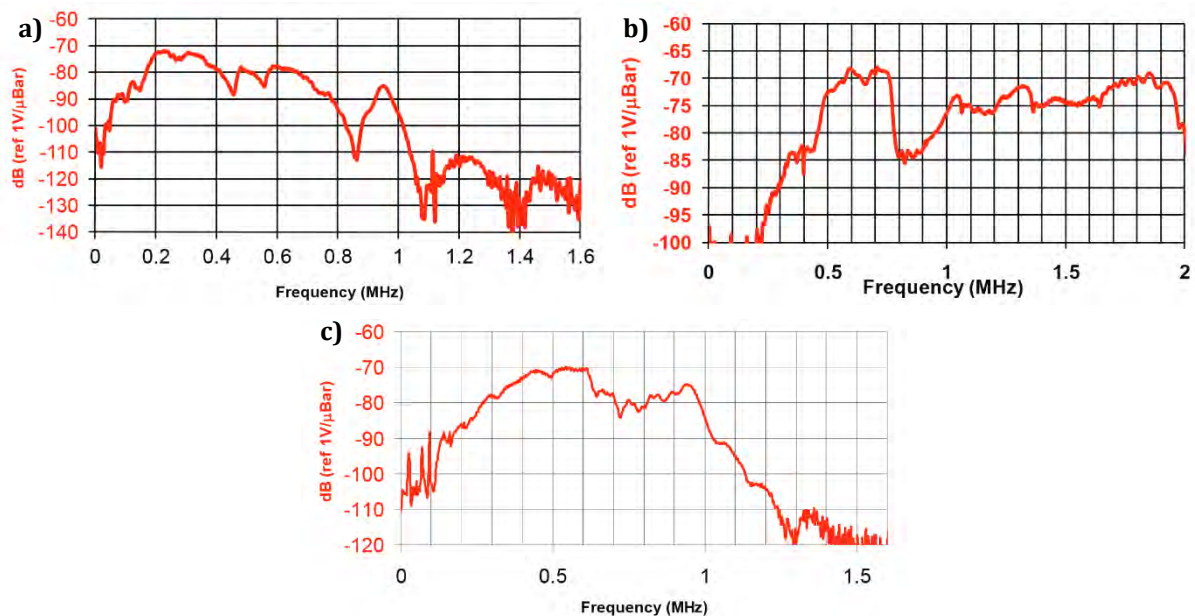 a)
dB (ref 1V/µBar)
-60
-70
-80
-90
-100
-110
-120
-130
-140
0 0.2 0.4 0.6 0.8 1 1.2 1.4 1.6
Frequency (MHz)
b)
dB (ref 1V/µBar)
-60
-65
-70
-75
-80
-85
-90
-95
-100
0 0.5 1 1.5 2
Frequency (MHz)
c)
dB (ref 1V/µBar)
-60
-70
-80
-90
-100
-110
-120
0 0.5 1 1.5
Frequency (MHz)